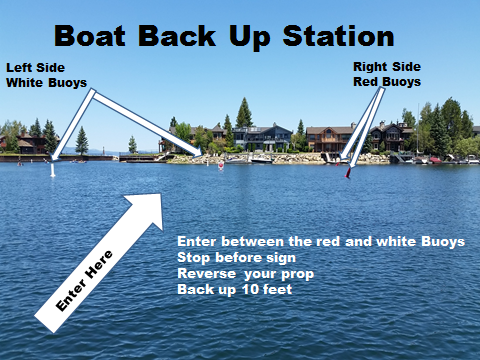 Boat Back Up Station
Left Side
White Buoys
Right Side
Red Buoys
Enter Here
Enter between the red and white Buoys
Stop before sign
Reverse your prop
Back up 10 feet